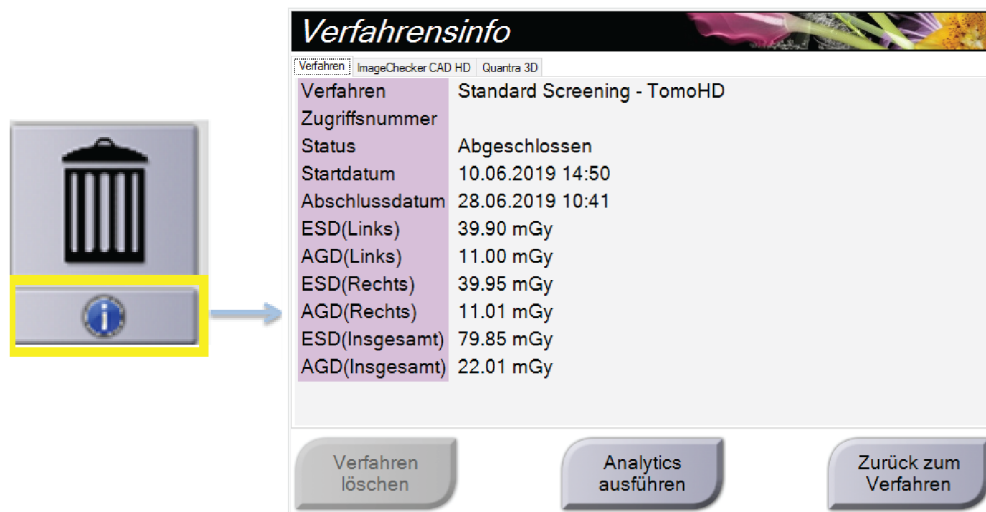 Verfahrensinfo
Verfahren ImageChecker CAD HD Quantra 3D
Verfahren Standard Screening - TomoHD
Zugriffsnummer
Status Abgeschlossen
Startdatum 10.06.2019 14:50
Abschlussdatum 28.06.2019 10:41
ESD(Links) 39.90 mGy
AGD(Links) 11.00 mGy
ESD(Rechts) 39.95 mGy
AGD(Rechts) 11.01 mGy
ESD(Insgesamt) 79.85 mGy
AGD(Insgesamt) 22.01 mGy
Verfahren
löschen
Analytics
ausführen
Zurück zum
Verfahren